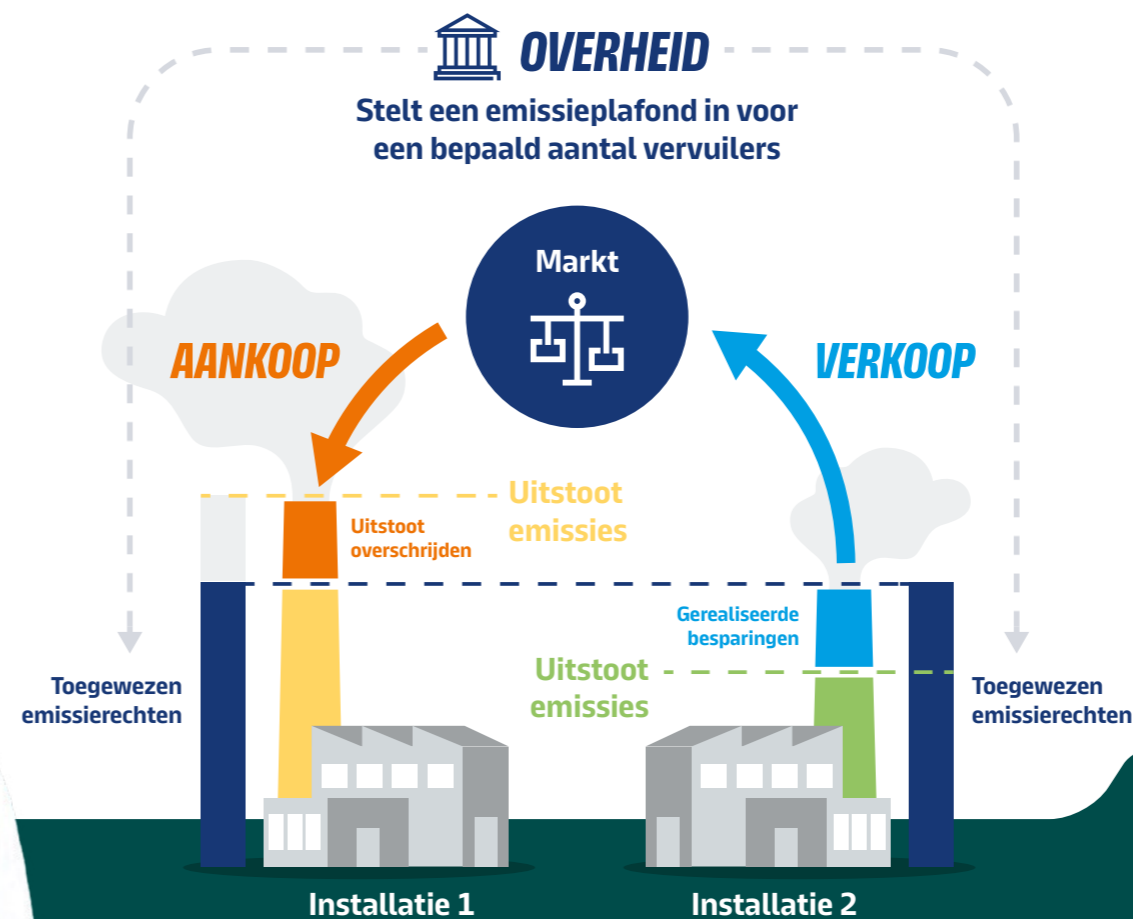 OVERHEID
Stelt een emissieplafond in voor
een bepaald aantal vervuilers
Markt
AANKOOP
VERKOOP
Uitstoot
emissies
Uitstoot
overschrijden
Gerealiseerde
besparingen
Uitstoot
emissies
Toegewezen
emissierechten
Toegewezen
emissierechten
Installatie 1
Installatie 2